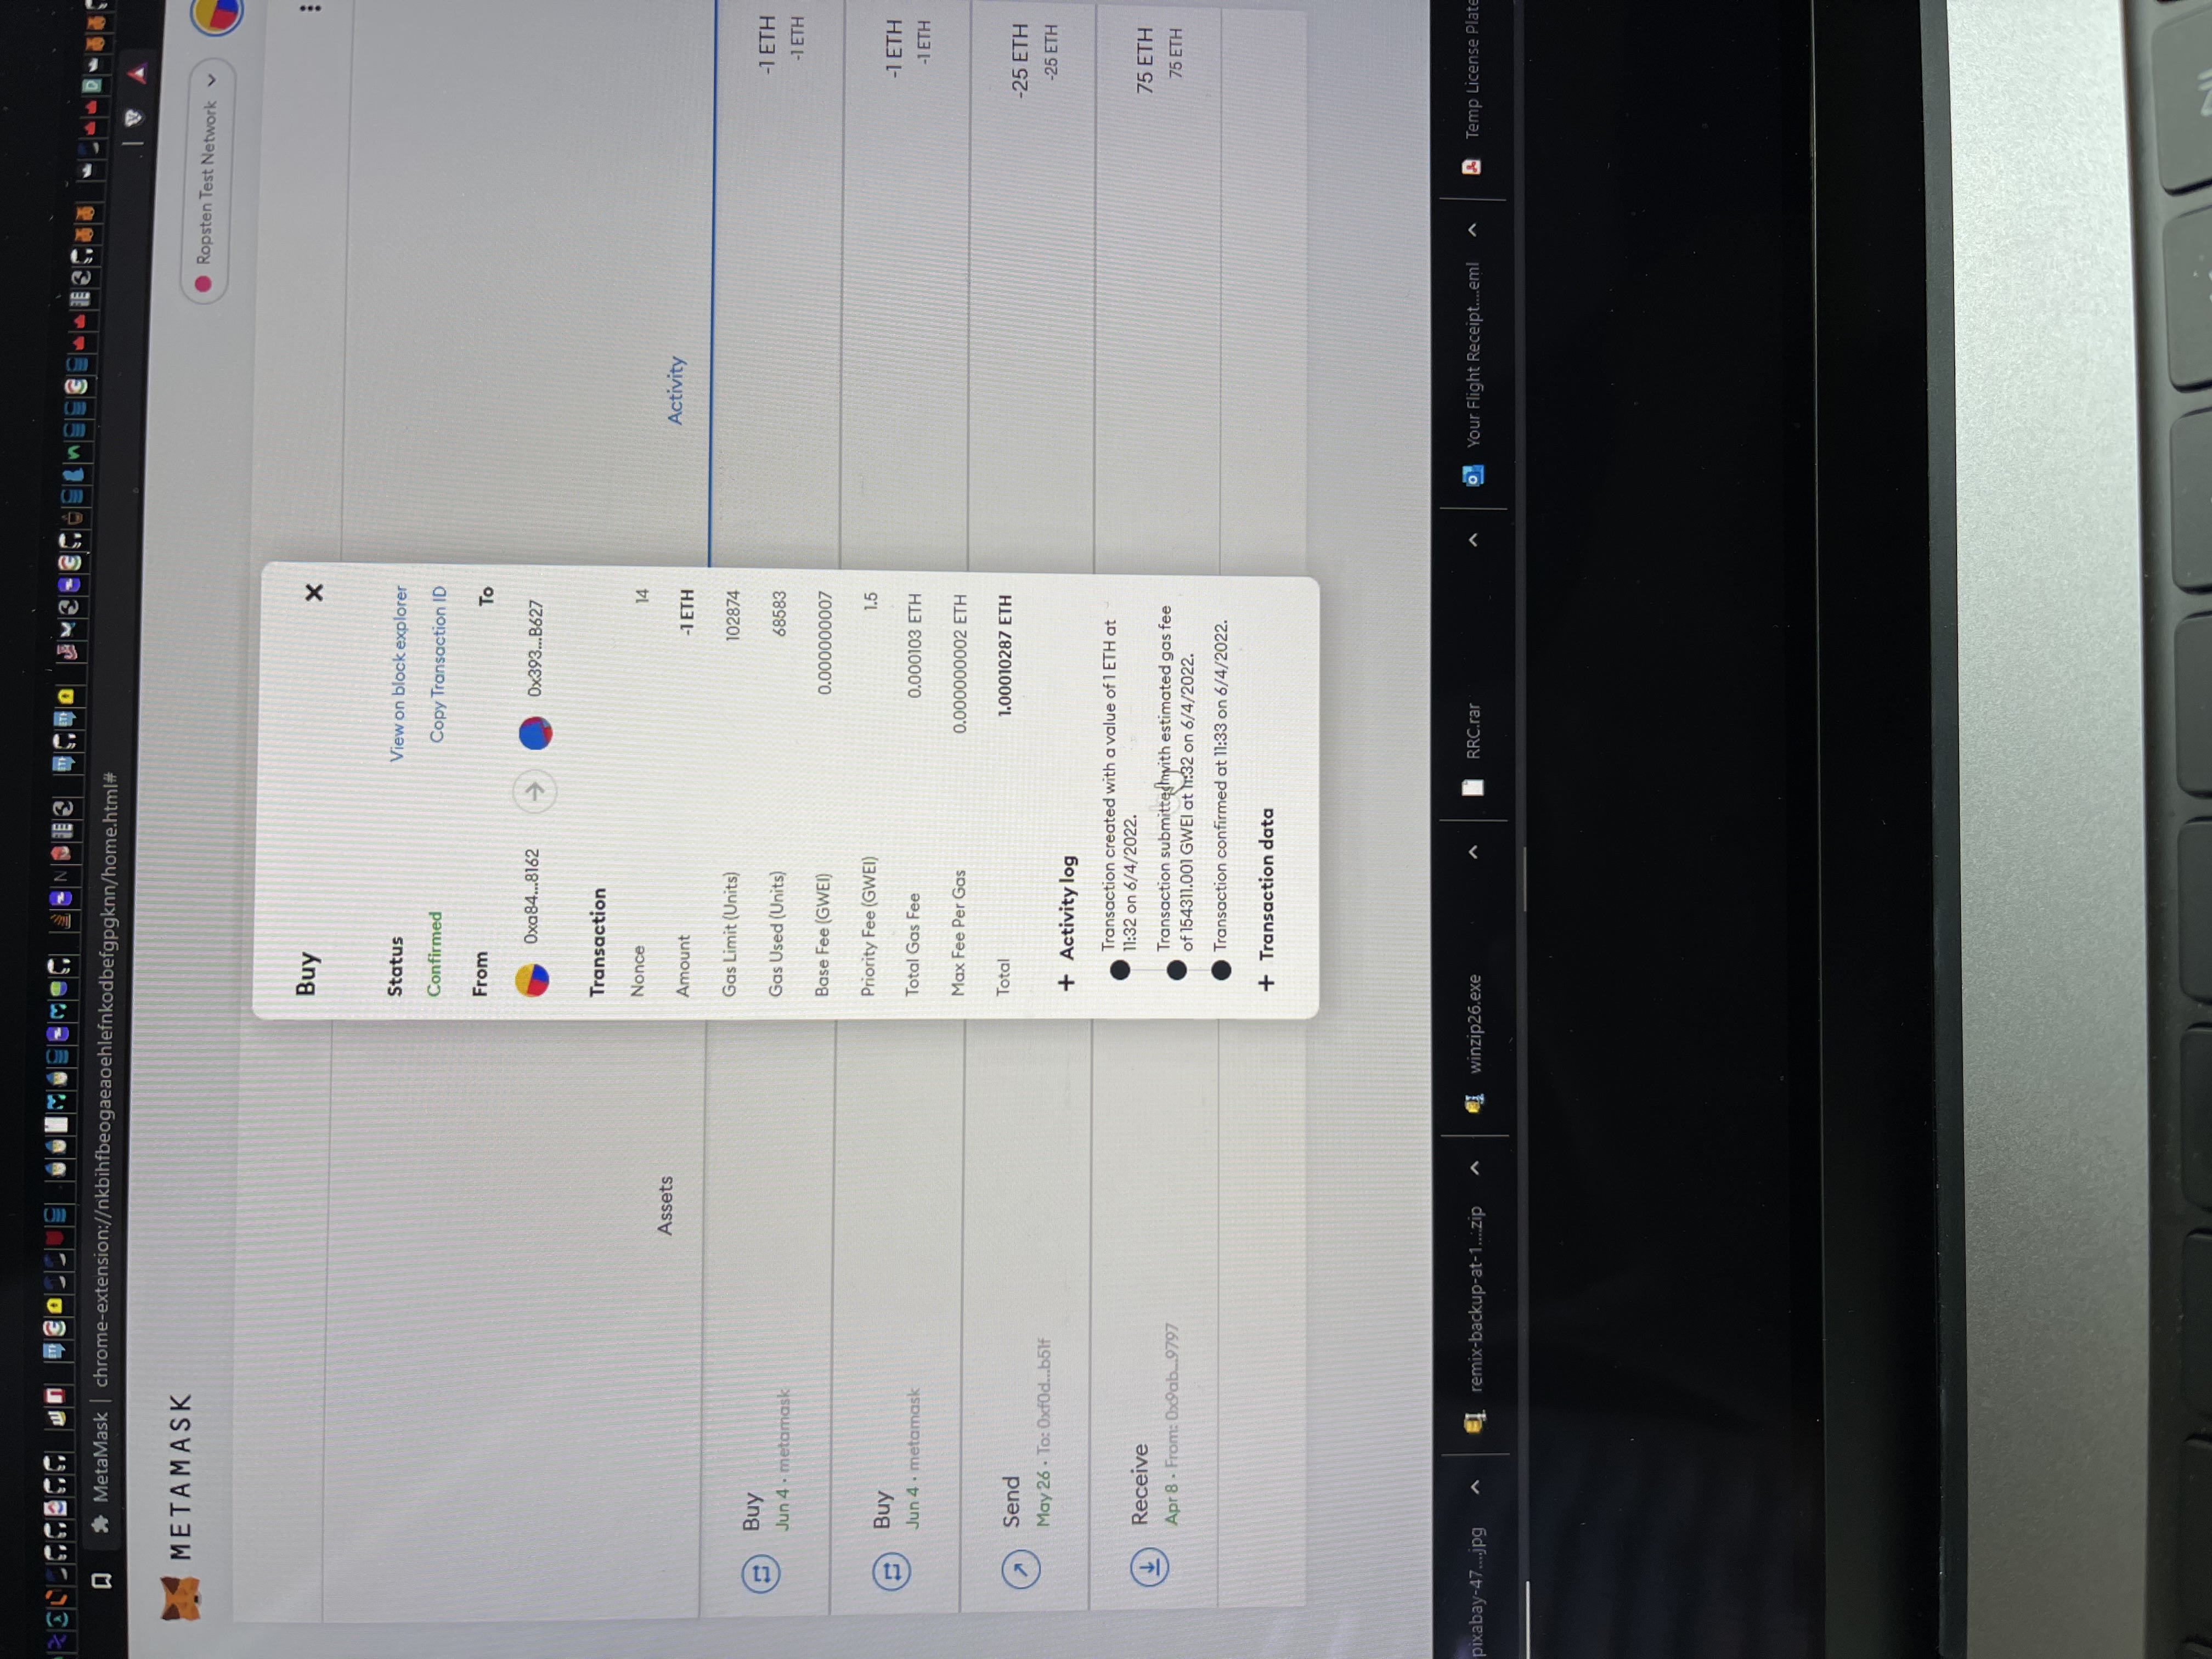 MetaMask | chrome-extension://nkbihfbeogaeaoehlefnkodbefgpgknn/home.html#
METAMASK
Ropsten Test Network
Buy
Status
View on block explorer
Confirmed
Copy Transaction ID
From
To
0xa84...8162
0x393...B627
Transaction
Nonce
14
Amount
-1 ETH
Gas Limit (Units)
102874
Gas Used (Units)
68583
Base Fee (GWEI)
0.000000007
Priority Fee (GWEI)
1.5
Total Gas Fee
0.000103 ETH
Max Fee Per Gas
0.000000002 ETH
Total
1.00010287 ETH
+ Activity log
Transaction created with a value of 1 ETH at
11:32 on 6/4/2022.
Transaction submitted with estimated gas fee
of 154311.001 GWEI at 11:32 on 6/4/2022.
Transaction confirmed at 11:33 on 6/4/2022.
+ Transaction data
Assets
Activity
Buy
Jun 4 · metamask
-1 ETH
-1 ETH
Buy
Jun 4 · metamask
-1 ETH
-1 ETH
Send
May 26 · To: 0xf0d...b51f
-25 ETH
-25 ETH
Receive
Apr 8 · From: 0x9ab...9797
75 ETH
75 ETH
pixabay-47....jpg
remix-backup-at-1....zip
winzip26.exe
RRC.rar
Your Flight Receipt....eml
Temp License Plate